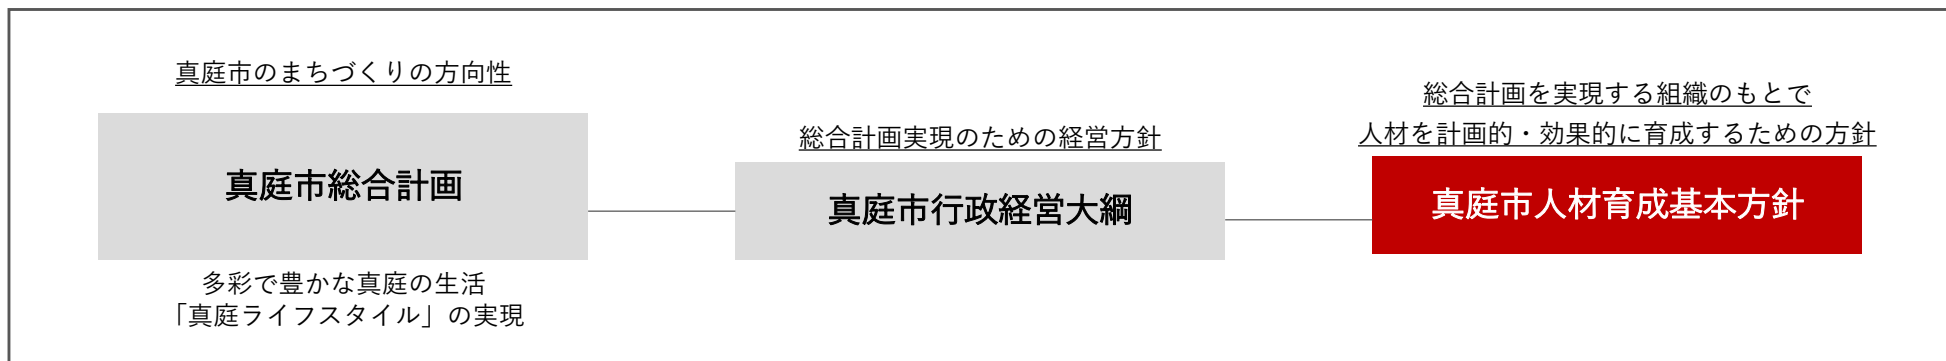 真庭市のまちづくりの方向性
真庭市総合計画
多彩で豊かな真庭の生活
「真庭ライフスタイル」の実現
総合計画実現のための経営方針
真庭市行政経営大綱
総合計画を実現する組織のもとで
人材を計画的・効果的に育成するための方針
真庭市人材育成基本方針